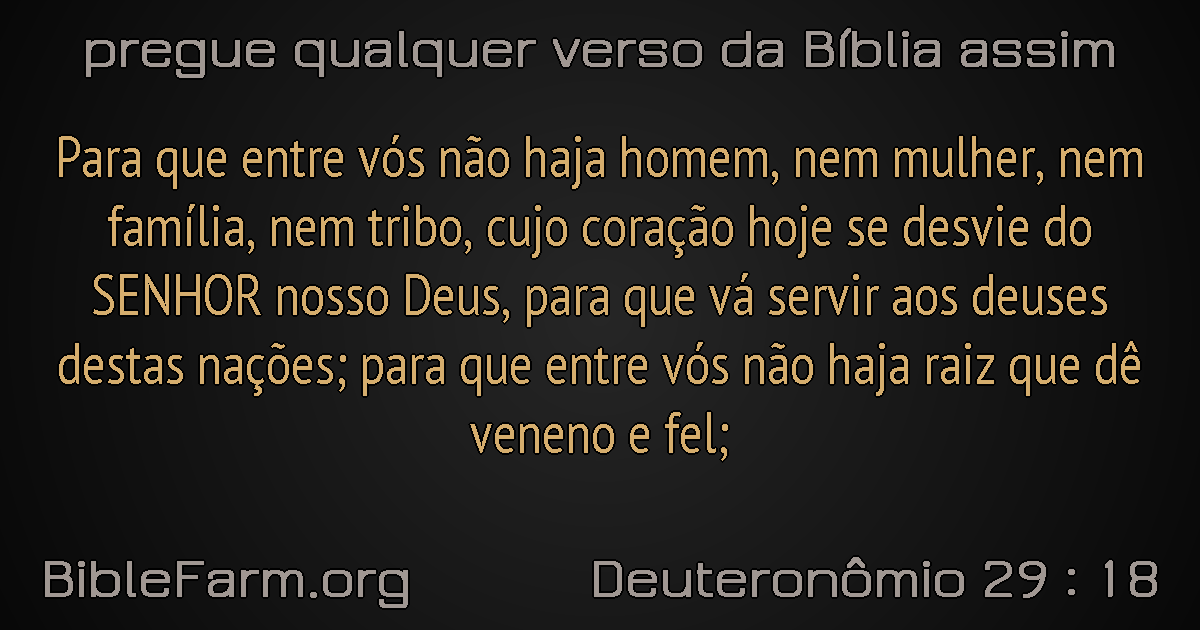 pregue qualquer verso da Bíblia assim
Para que entre vós não haja homem, nem mulher, nem
família, nem tribo, cujo coração hoje se desvie do
SENHOR nosso Deus, para que vá servir aos deuses
destas nações; para que entre vós não haja raiz que dê
veneno e fel;
BibleFarm.org
Deuteronômio 29 : 18